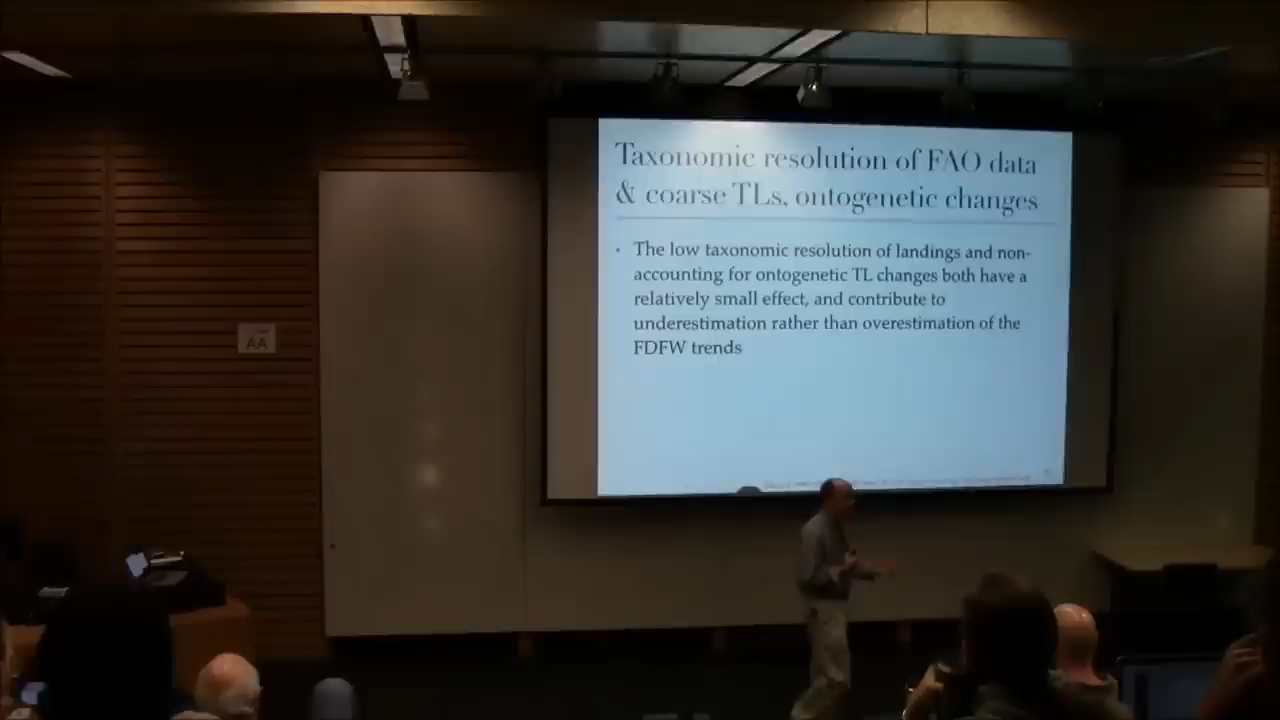 Taxonomic resolution of FAO data
& coarse TLs, ontogenetic changes
• The low taxonomic resolution of landings and non-
accounting for ontogenetic TL changes both have a
relatively small effect, and contribute to
underestimation rather than overestimation of the
FDFW trends
AA